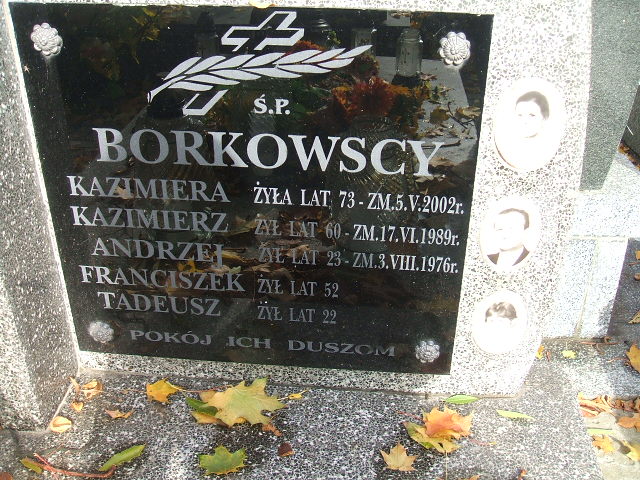 Ś.P.
BORKOWSCY
KAZIMIERA ŻYŁA LAT 73 - ZM.5.V.2002r.
KAZIMIERZ ŻYŁ LAT 60 - ZM.17.VI.1989r.
ANDRZEJ ŻYŁ LAT 23 - ZM.3.VIII.1976r.
FRANCISZEK ŻYŁ LAT 52
TADEUSZ ŻYŁ LAT 22
POKÓJ ICH DUSZOM